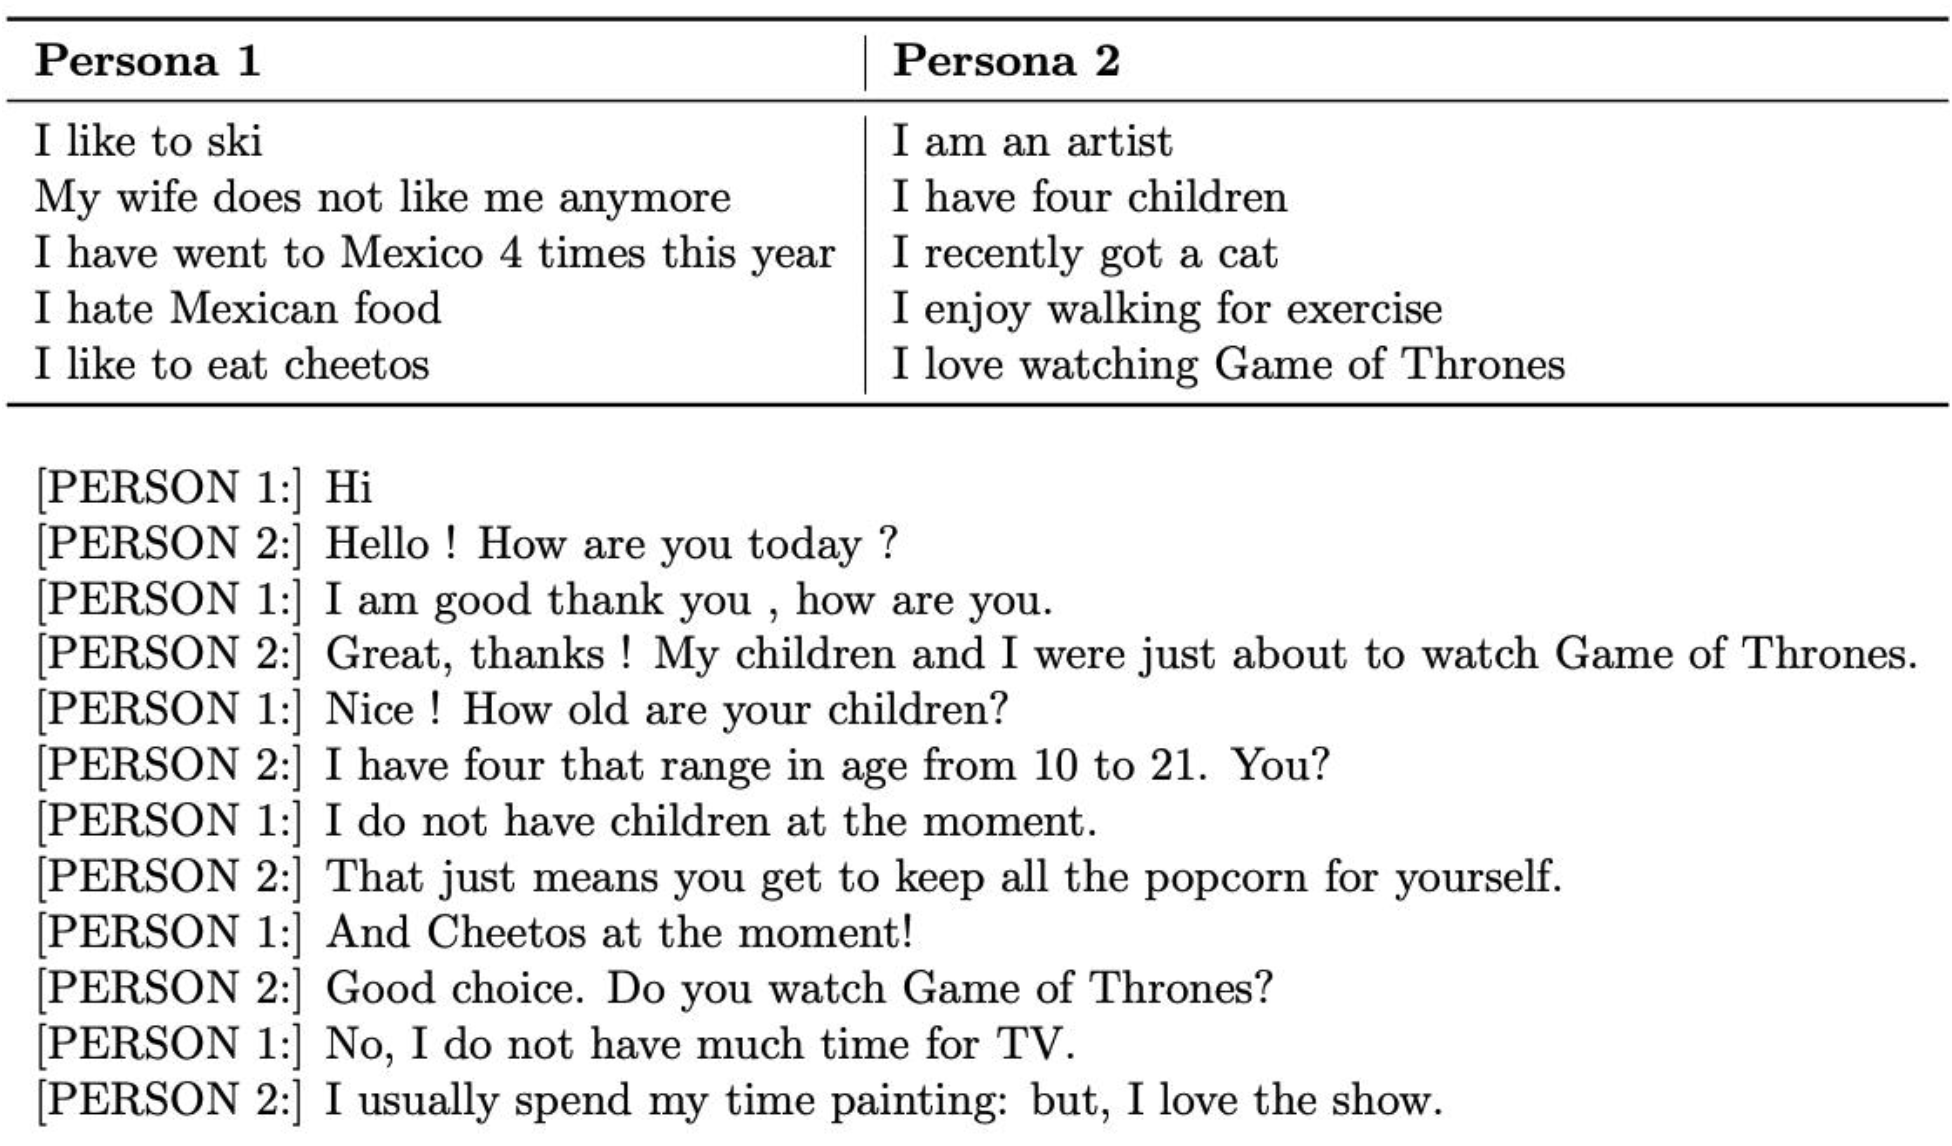 Persona 1 Persona 2
I like to ski I am an artist
My wife does not like me anymore I have four children
I have went to Mexico 4 times this year I recently got a cat
I hate Mexican food I enjoy walking for exercise
I like to eat cheetos I love watching Game of Thrones
[PERSON 1:] Hi
[PERSON 2:] Hello ! How are you today ?
[PERSON 1:] I am good thank you , how are you.
[PERSON 2:] Great, thanks ! My children and I were just about to watch Game of Thrones.
[PERSON 1:] Nice ! How old are your children?
[PERSON 2:] I have four that range in age from 10 to 21. You?
[PERSON 1:] I do not have children at the moment.
[PERSON 2:] That just means you get to keep all the popcorn for yourself.
[PERSON 1:] And Cheetos at the moment!
[PERSON 2:] Good choice. Do you watch Game of Thrones?
[PERSON 1:] No, I do not have much time for TV.
[PERSON 2:] I usually spend my time painting: but, I love the show.